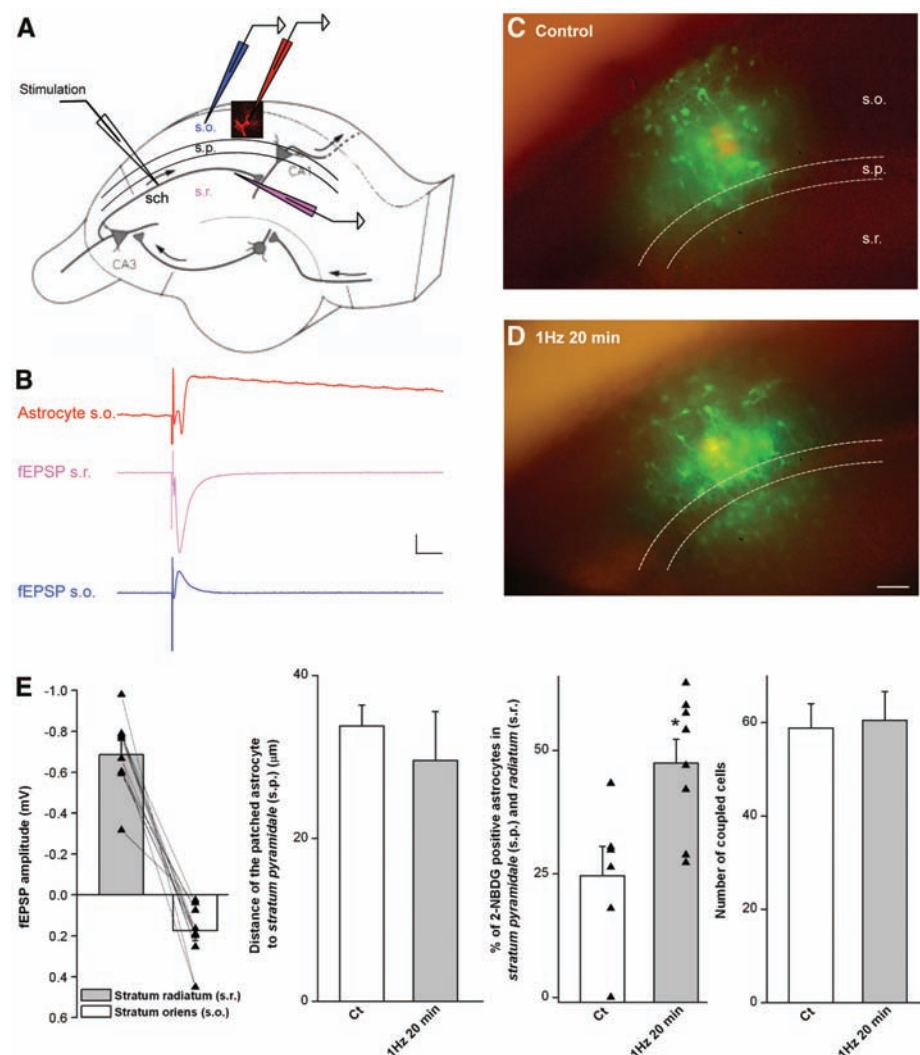 A
Stimulation
s.o.
s.p.
CA1
sch
s.r.
CA3
B
Astrocyte s.o.
fEPSP s.r.
fEPSP s.o.
C Control
s.o.
s.p.
s.r.
D 1Hz 20 min
E
fEPSP amplitude (mV)
-1.0
-0.8
-0.6
-0.4
-0.2
0.0
0.2
0.4
0.6
Stratum radiatum (s.r.)
Stratum oriens (s.o.)
Distance of the patched astrocyte
to stratum pyramidale (s.p.) (µm)
40
20
0
Ct
1Hz 20 min
% of 2-NBDG positive astrocytes in
stratum pyramidale (s.p.) and radiatum (s.r.)
50
25
0
*
Ct
1Hz 20 min
Number of coupled cells
60
40
20
0
Ct
1Hz 20 min